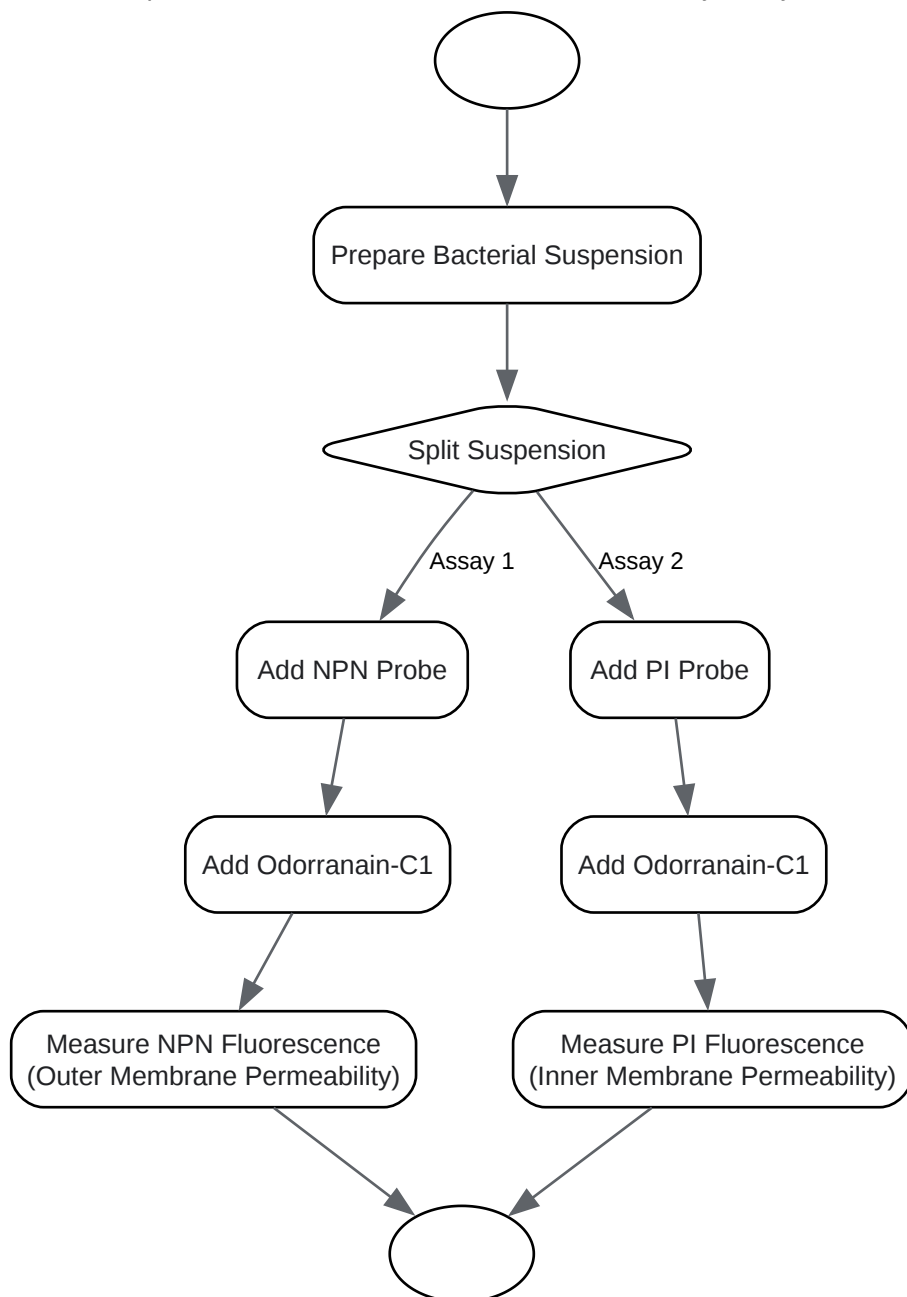 Prepare Bacterial Suspension
Split Suspension
Assay 1
Assay 2
Add NPN Probe
Add PI Probe
Add Odorranain-C1
Add Odorranain-C1
Measure NPN Fluorescence
(Outer Membrane Permeability)
Measure PI Fluorescence
(Inner Membrane Permeability)